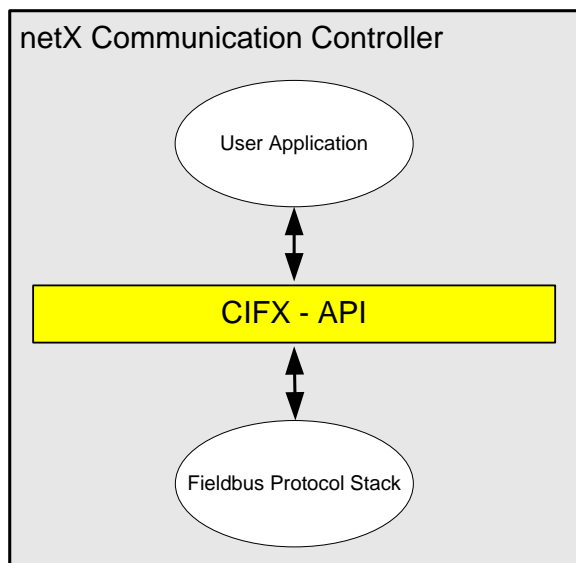 netX Communication Controller
User Application
CIFX - API
Fieldbus Protocol Stack